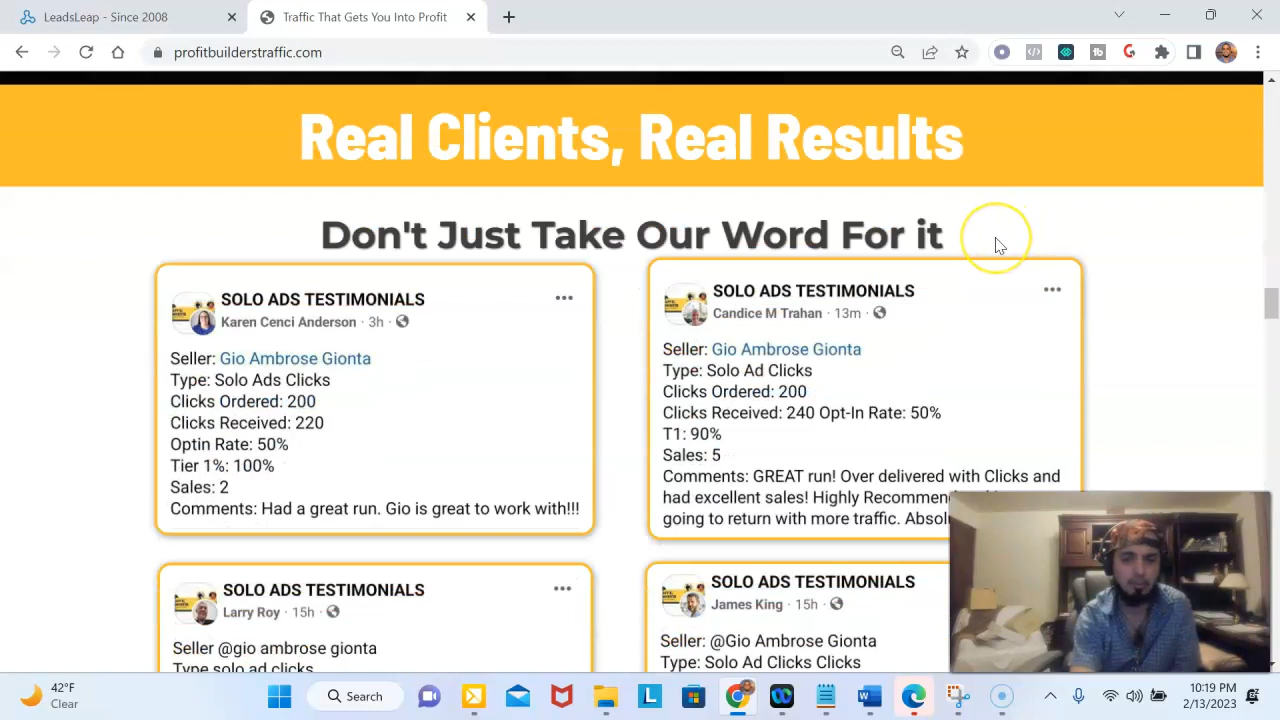 LeadsLeap - Since 2008
Traffic That Gets You Into Profit
profitbuilderstraffic.com
Real Clients, Real Results
Don't Just Take Our Word For it
SOLO ADS TESTIMONIALS
Karen Cenci Anderson · 3h ·
Seller: Gio Ambrose Gionta
Type: Solo Ads Clicks
Clicks Ordered: 200
Clicks Received: 220
Optin Rate: 50%
Tier 1%: 100%
Sales: 2
Comments: Had a great run. Gio is great to work with!!!
SOLO ADS TESTIMONIALS
Candice M Trahan · 13m ·
Seller: Gio Ambrose Gionta
Type: Solo Ad Clicks
Clicks Ordered: 200
Clicks Received: 240 Opt-In Rate: 50%
T1: 90%
Sales: 5
Comments: GREAT run! Over delivered with Clicks and
had excellent sales! Highly
going to return with more traffic.
SOLO ADS TESTIMONIALS
Larry Roy · 15h ·
Seller @gio ambrose gionta
Type solo ad clicks
SOLO ADS TESTIMONIALS
James King · 15h ·
Seller: @Gio Ambrose Gionta
Type: Solo Ad Clicks Clicks
42°F
Clear
Search
10:19 PM
2/13/2023